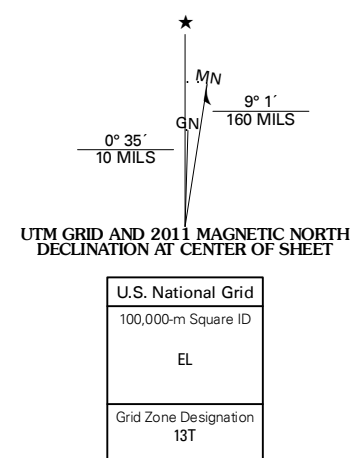 ★
MN
GN
9° 1´
160 MILS
0° 35´
10 MILS
UTM GRID AND 2011 MAGNETIC NORTH
DECLINATION AT CENTER OF SHEET
U.S. National Grid
100,000-m Square ID
EL
Grid Zone Designation
13T